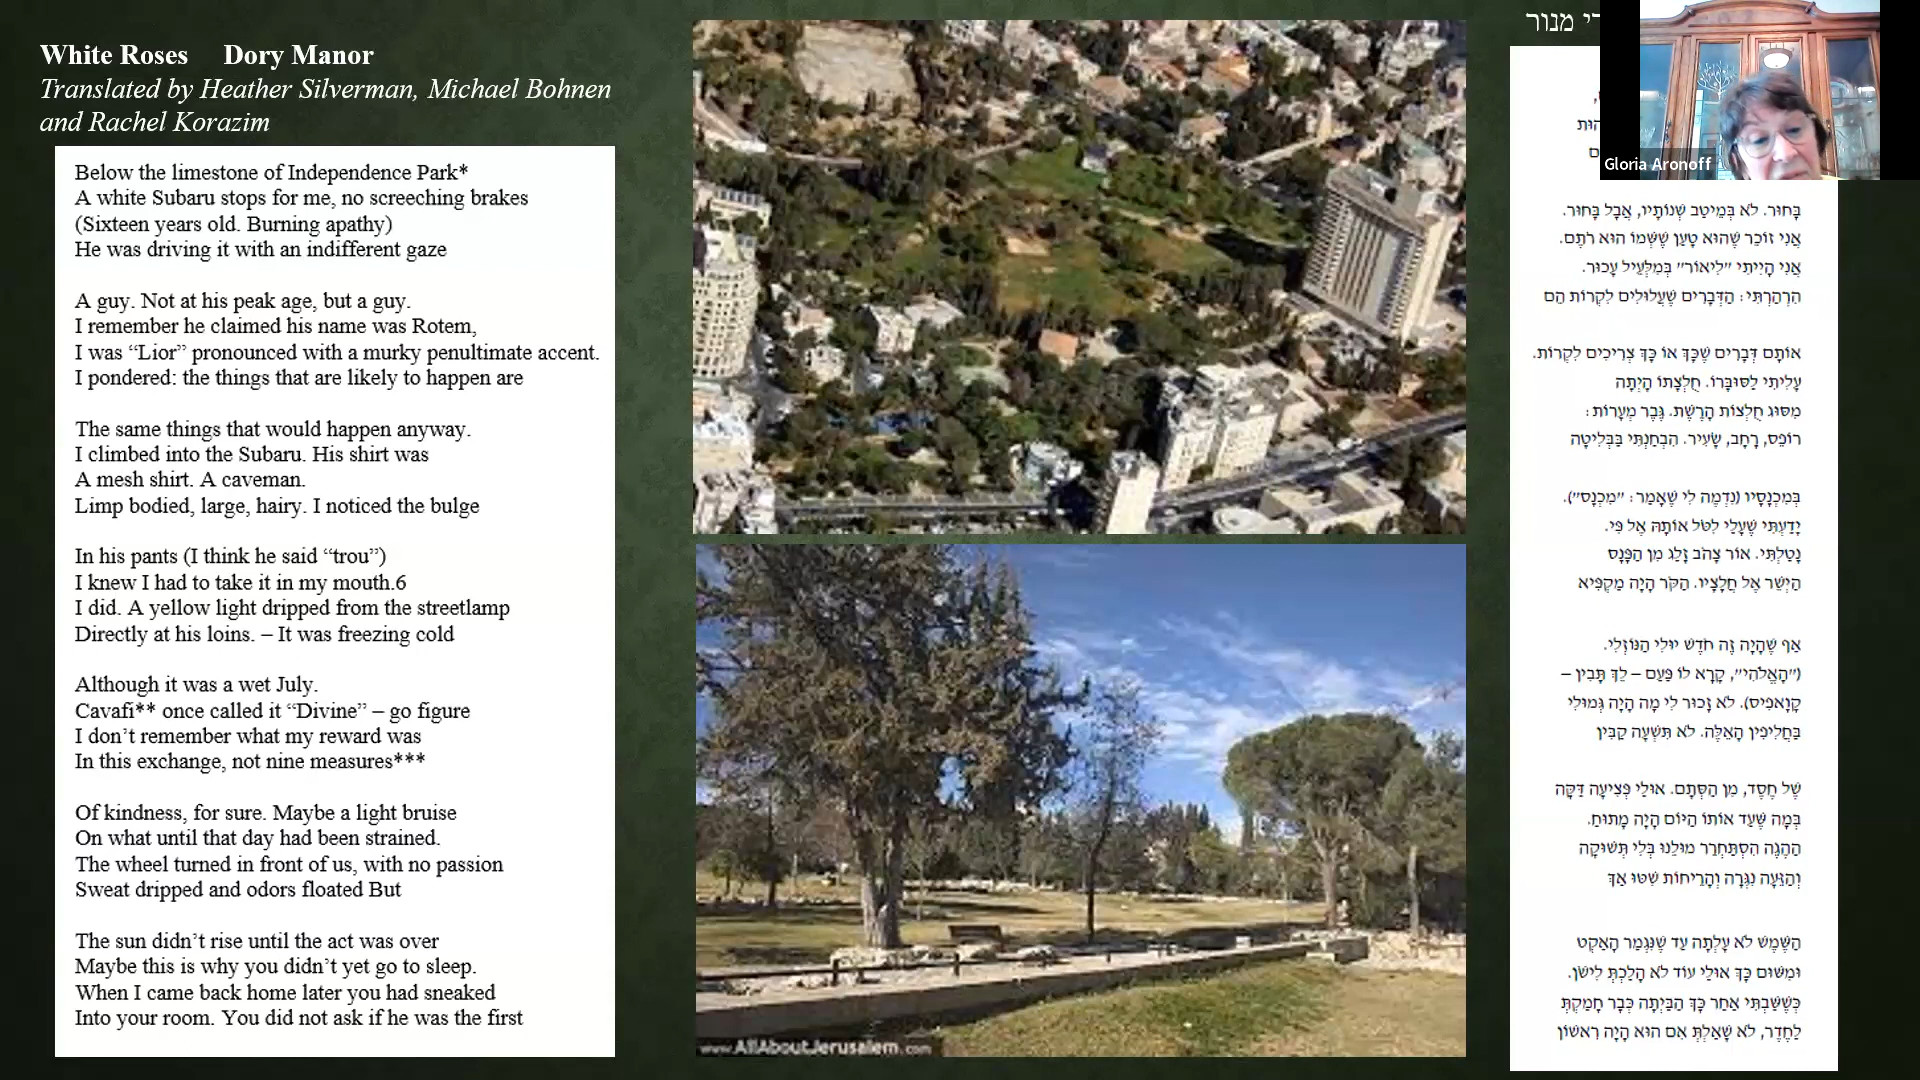 White Roses Dory Manor
Translated by Heather Silverman, Michael Bohnen
and Rachel Korazim
Below the limestone of Independence Park*
A white Subaru stops for me, no screeching brakes
(Sixteen years old. Burning apathy)
He was driving it with an indifferent gaze
A guy. Not at his peak age, but a guy.
I remember he claimed his name was Rotem,
I was “Lior” pronounced with a murky penultimate accent.
I pondered: the things that are likely to happen are
The same things that would happen anyway.
I climbed into the Subaru. His shirt was
A mesh shirt. A caveman.
Limp bodied, large, hairy. I noticed the bulge
In his pants (I think he said “trou”)
I knew I had to take it in my mouth.6
I did. A yellow light dripped from the streetlamp
Directly at his loins. – It was freezing cold
Although it was a wet July.
Cavafi** once called it “Divine” – go figure
I don’t remember what my reward was
In this exchange, not nine measures***
Of kindness, for sure. Maybe a light bruise
On what until that day had been strained.
The wheel turned in front of us, with no passion
Sweat dripped and odors floated But
The sun didn’t rise until the act was over
Maybe this is why you didn’t yet go to sleep.
When I came back home later you had sneaked
Into your room. You did not ask if he was the first
www.AllAboutJerusalem.com
מנור
Gloria Aronoff
בָּחוּר. לֹא בְּמֵיטַב שְׁנוֹתָיו, אֲבָל בָּחוּר.
אֲנִי זוֹכֵר שֶׁהוּא טָעַן שֶׁשְּׁמוֹ הוּא רֹתֶם.
אֲנִי הָיִיתִי "לִיאוֹר" בְּמִלְּעֵיל עָכוּר.
הִרְהַרְתִּי: הַדְּבָרִים שֶׁעֲלוּלִים לִקְרוֹת הֵם
אוֹתָם דְּבָרִים שֶׁכָּךְ אוֹ כָּךְ צְרִיכִים לִקְרוֹת.
עָלִיתִי לַסּוּבָּרוּ. חֻלְצָתוֹ הָיְתָה
מִסּוּג חֻלְצוֹת הָרֶשֶׁת. גֶּבֶר מְעָרוֹת:
רוֹפֵס, רָחָב, שָׂעִיר. הִבְחַנְתִּי בַּבְּלִיטָה
בְּמִכְנָסָיו (נִדְמֶה לִי שֶׁאָמַר: "מִכְנָס").
יָדַעְתִּי שֶׁעָלַי לִטֹּל אוֹתָהּ אֶל פִּי.
נָטַלְתִּי. אוֹר צָהֹב זָלַג מִן הַפָּנָס
הַיְשֵׁר אֶל חֲלָצָיו. הַקֹּר הָיָה מַקְפִּיא
אַף שֶׁהָיָה זֶה חֹדֶשׁ יוּלִי הַנּוֹזְלִי.
("הָאֱלֹהִי", קָרָא לוֹ פַּעַם – לֵךְ תָּבִין –
קָוָאפִיס). לֹא זָכוּר לִי מָה הָיָה גְּמוּלִי
בַּחֲלִיפִין הָאֵלֶּה. לֹא תִּשְׁעָה קַבִּין
שֶׁל חֶסֶד, מִן הַסְּתָם. אוּלַי פְּצִיעָה דַּקָּה
בְּמָה שֶׁעַד אוֹתוֹ הַיּוֹם הָיָה מָתוּחַ.
הַהֶגֶה הִסְתַּחְרֵר מוּלֵנוּ בְּלִי תְּשׁוּקָה
וְהַזֵּעָה נִגְּרָה וְהָרֵיחוֹת שִׁטּוּ אַךְ
הַשֶּׁמֶשׁ לֹא עָלְתָה עַד שֶׁנִּגְמַר הָאַקְט
וּמִשּׁוּם כָּךְ אוּלַי עוֹד לֹא הָלַכְתְּ לִישֹׁן.
כְּשֶׁשַּׁבְתִּי אַחַר כָּךְ הַבַּיְתָה כְּבָר חָמַקְתְּ
לַחֶדֶר, לֹא שָׁאַלְתְּ אִם הוּא הָיָה רִאשׁוֹן